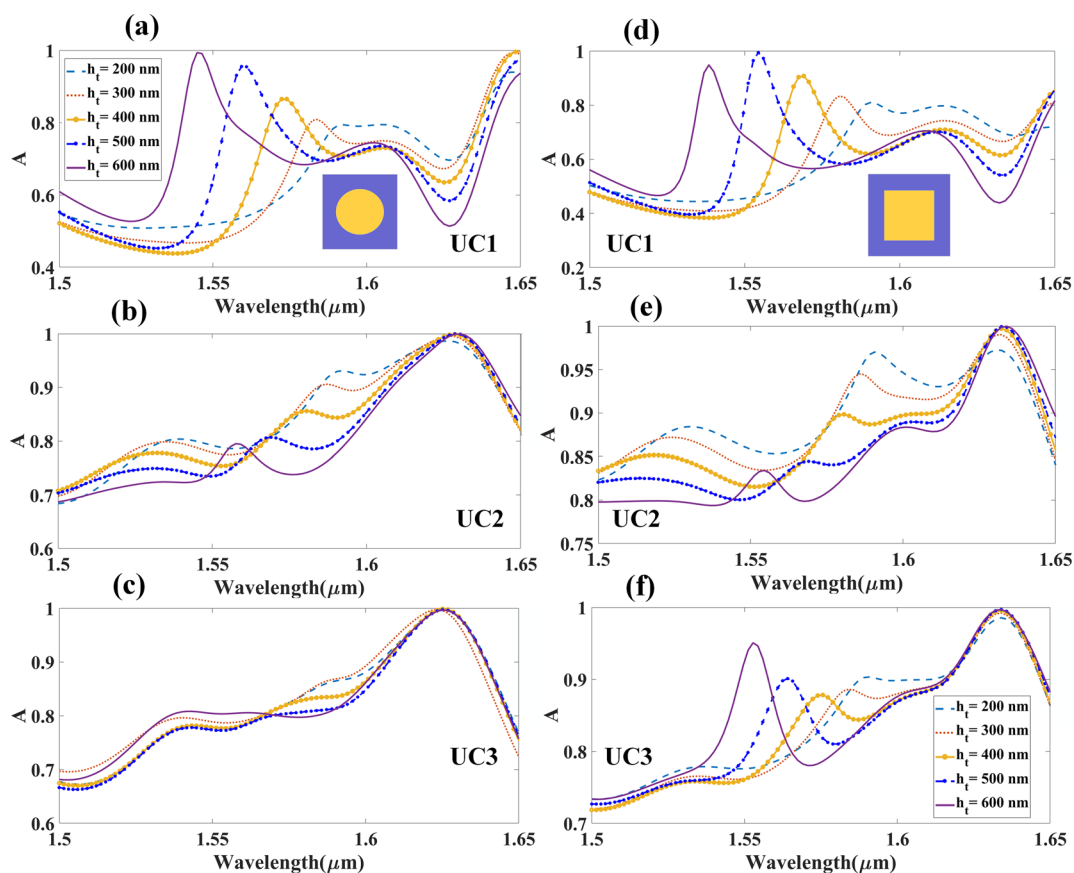 (a)
1
0.8
0.6
0.4
A
h_t= 200 nm
h_t= 300 nm
h_t= 400 nm
h_t= 500 nm
h_t= 600 nm
UC1
1.5 1.55 1.6 1.65
Wavelength(μm)
(d)
1
0.8
0.6
0.4
0.2
A
UC1
1.5 1.55 1.6 1.65
Wavelength(μm)
(b)
1
0.9
0.8
0.7
0.6
A
UC2
1.5 1.55 1.6 1.65
Wavelength(μm)
(e)
1
0.95
0.9
0.85
0.8
0.75
A
UC2
1.5 1.55 1.6 1.65
Wavelength(μm)
(c)
1
0.9
0.8
0.7
0.6
A
UC3
1.5 1.55 1.6 1.65
Wavelength(μm)
(f)
1
0.9
0.8
0.7
A
UC3
h_t= 200 nm
h_t= 300 nm
h_t= 400 nm
h_t= 500 nm
h_t= 600 nm
1.5 1.55 1.6 1.65
Wavelength(μm)